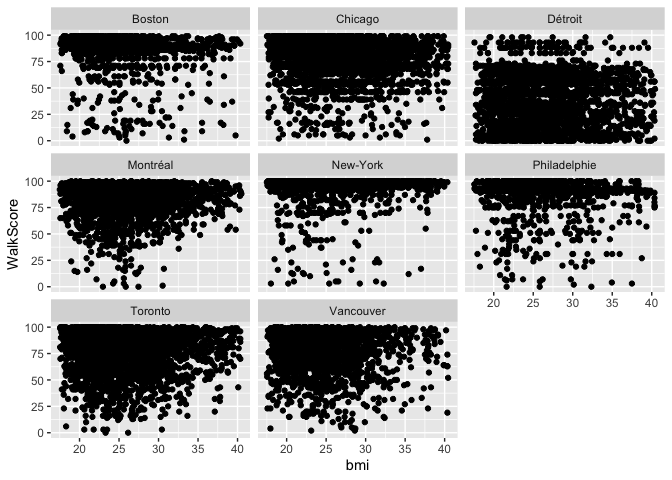 Boston Chicago Détroit
100
75
50
25
0
Montréal New-York Philadelphie
100
75
50
25
0
Toronto Vancouver
20 25 30 35 40
100
75
50
25
0
20 25 30 35 40 20 25 30 35 40
bmi
WalkScore